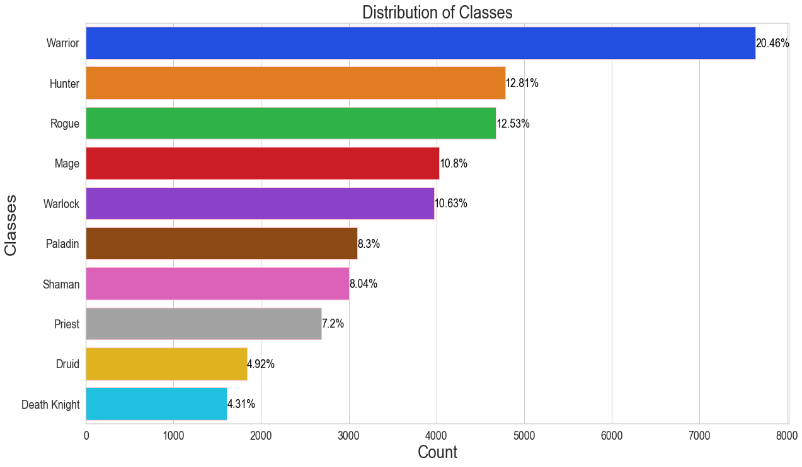 Distribution of Classes
Classes
Warrior 20.46%
Hunter 12.81%
Rogue 12.53%
Mage 10.8%
Warlock 10.63%
Paladin 8.3%
Shaman 8.04%
Priest 7.2%
Druid 4.92%
Death Knight 4.31%
0 1000 2000 3000 4000 5000 6000 7000 8000
Count